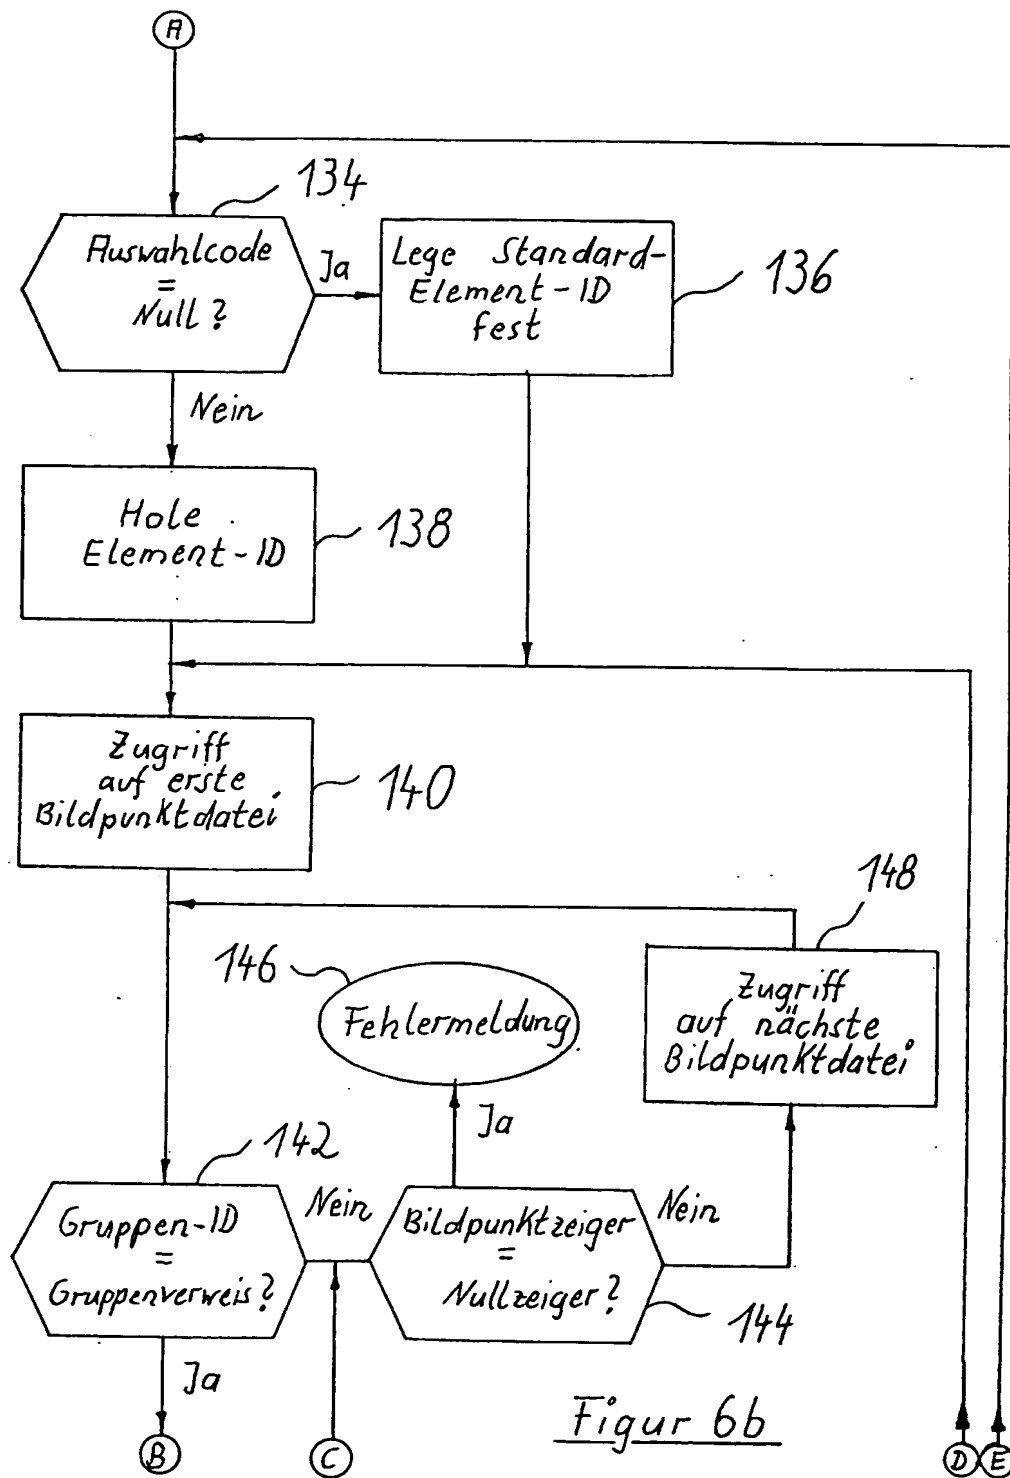 A
134
Auswahlcode
=
Null?
Ja
Lege Standard-
Element-ID
fest
136
Nein
Hole
Element-ID
138
Zugriff
auf erste
Bildpunktdatei
140
148
146
Fehlermeldung
Zugriff
auf nächste
Bildpunktdatei
Ja
142
Gruppen-ID
=
Gruppenverweis?
Nein
Bildpunktzeiger
=
Nullzeiger?
Nein
144
Ja
Figur 6b
B
C
D
E